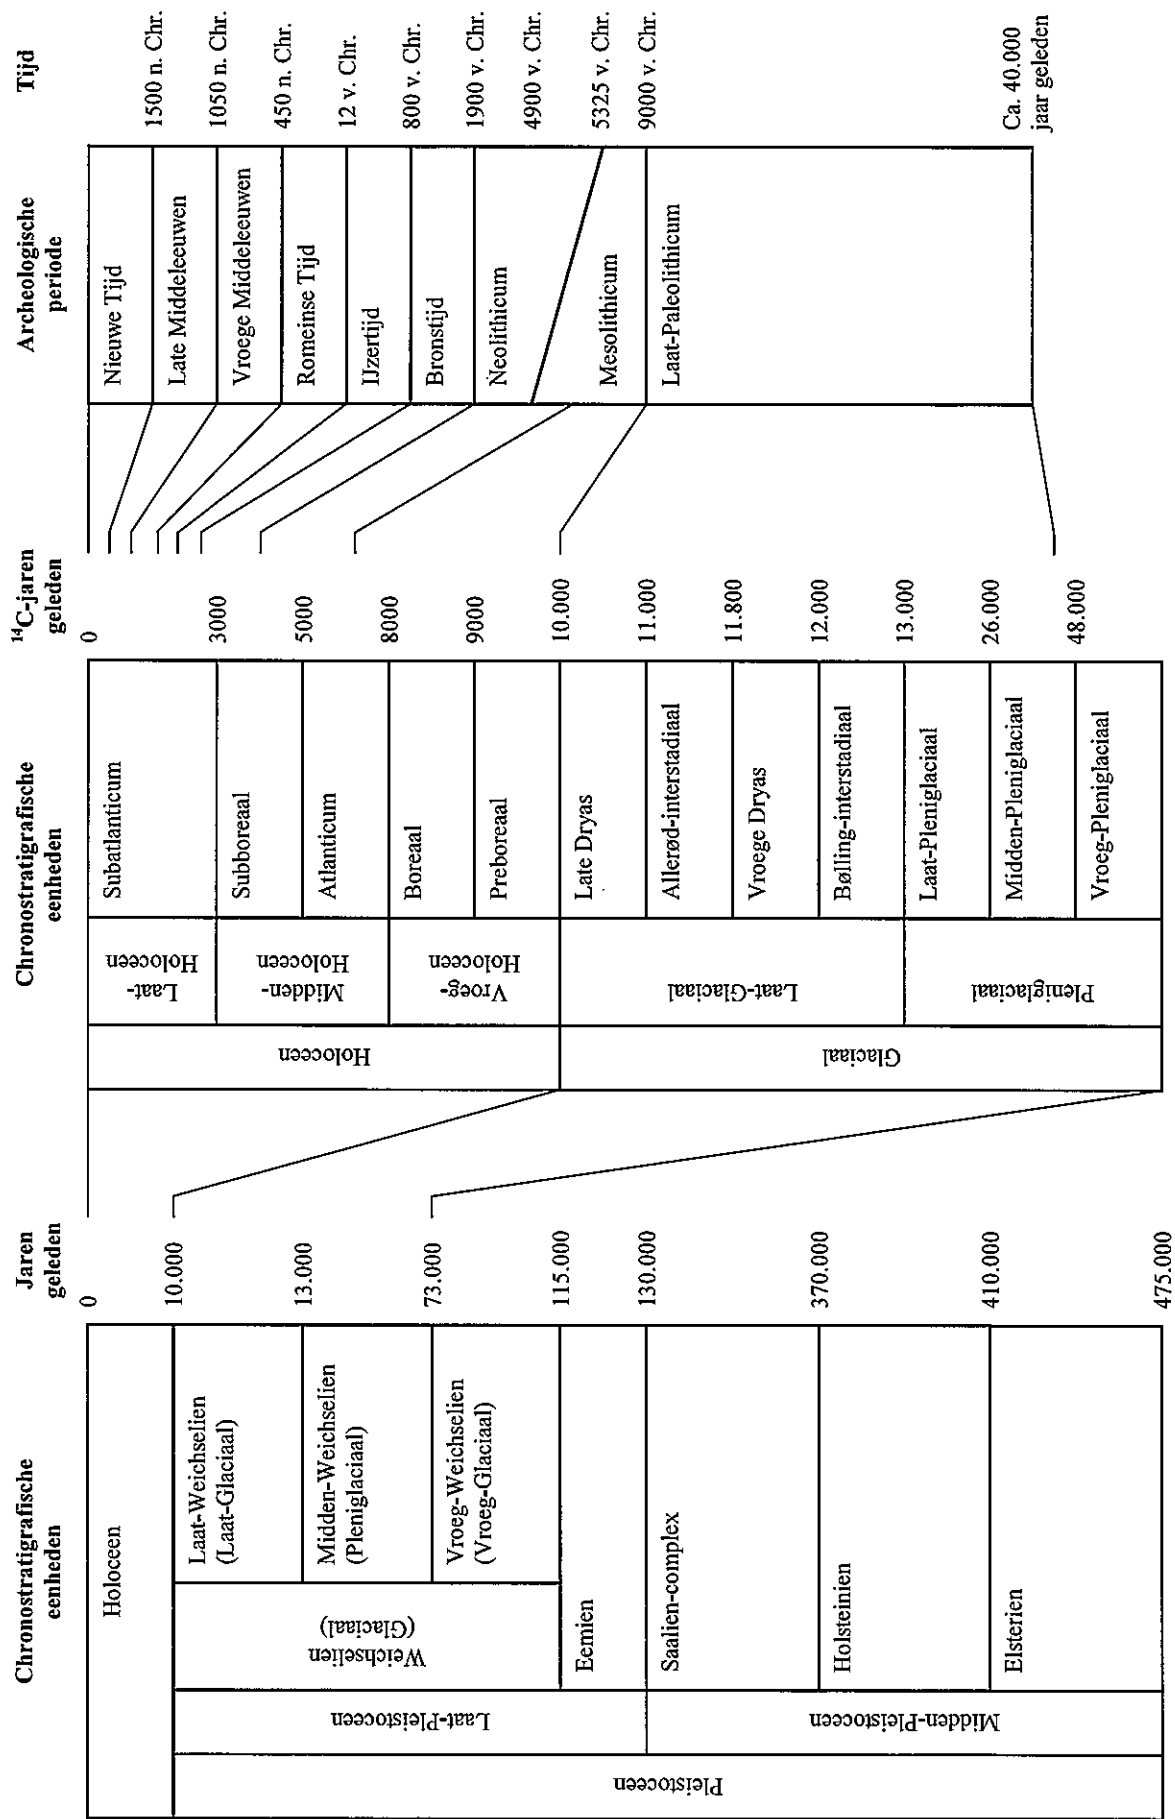 Chronostratigrafische
eenheden
Jaren
geleden
Holoceen
Pleistoceen
Laat-Pleistoceen
Midden-Pleistoceen
Weichselien
(Glaciaal)
Laat-Weichselien
(Laat-Glaciaal)
Midden-Weichselien
(Pleniglaciaal)
Vroeg-Weichselien
(Vroeg-Glaciaal)
Eemien
Saalien-complex
Holsteinien
Elsterien
0
10.000
13.000
73.000
115.000
130.000
370.000
410.000
475.000
Chronostratigrafische
eenheden
¹⁴C-jaren
geleden
Holoceen
Glaciaal
Laat-
Holoceen
Midden-
Holoceen
Vroeg-
Holoceen
Laat-Glaciaal
Pleniglaciaal
Subatlanticum
Subboreaal
Atlanticum
Boreaal
Preboreaal
Late Dryas
Allerød-interstadiaal
Vroege Dryas
Bølling-interstadiaal
Laat-Pleniglaciaal
Midden-Pleniglaciaal
Vroeg-Pleniglaciaal
0
3000
5000
8000
9000
10.000
11.000
11.800
12.000
13.000
26.000
48.000
Archeologische
periode
Tijd
Nieuwe Tijd
Late Middeleeuwen
Vroege Middeleeuwen
Romeinse Tijd
IJzertijd
Bronstijd
Neolithicum
Mesolithicum
Laat-Paleolithicum
1500 n. Chr.
1050 n. Chr.
450 n. Chr.
12 v. Chr.
800 v. Chr.
1900 v. Chr.
4900 v. Chr.
5325 v. Chr.
9000 v. Chr.
Ca. 40.000
jaar geleden